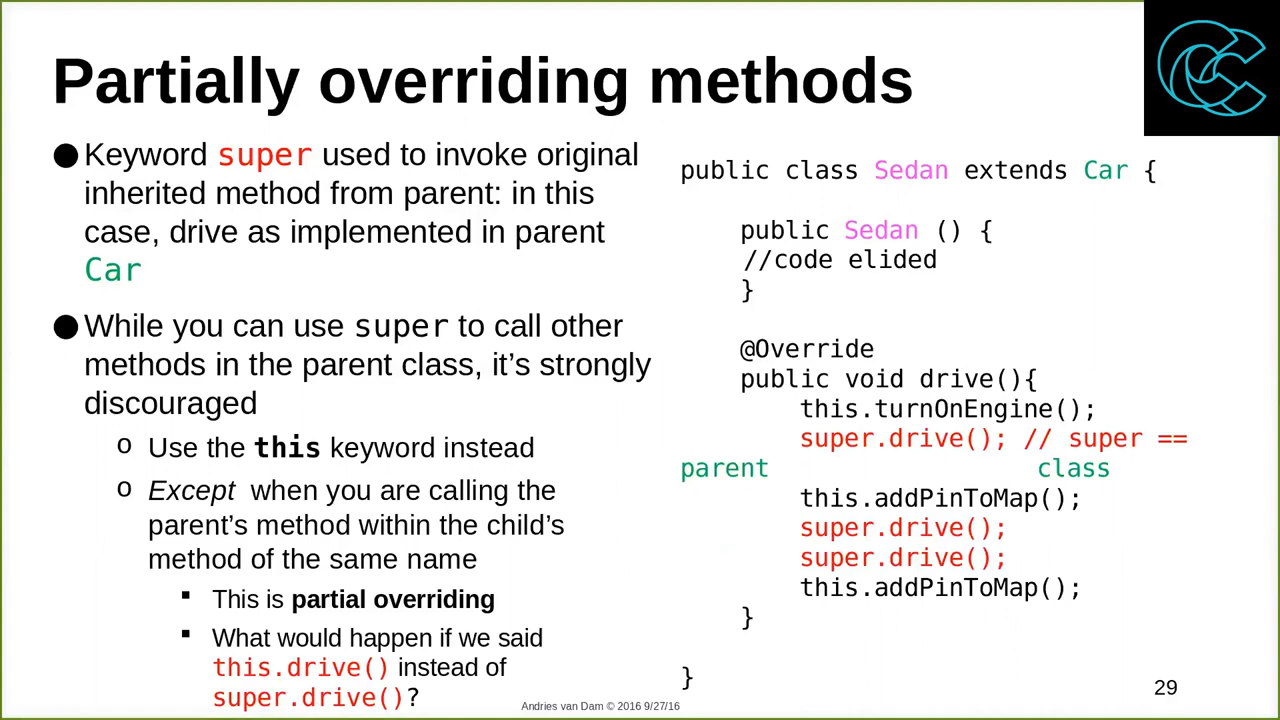 Partially overriding methods
● Keyword super used to invoke original
inherited method from parent: in this
case, drive as implemented in parent
Car
● While you can use super to call other
methods in the parent class, it’s strongly
discouraged
o Use the this keyword instead
o Except when you are calling the
parent’s method within the child’s
method of the same name
▪ This is partial overriding
▪ What would happen if we said
this.drive() instead of
super.drive()?
public class Sedan extends Car {
public Sedan () {
//code elided
}
@Override
public void drive(){
this.turnOnEngine();
super.drive(); // super ==
parent class
this.addPinToMap();
super.drive();
super.drive();
this.addPinToMap();
}
}
Andries van Dam © 2016 9/27/16
29